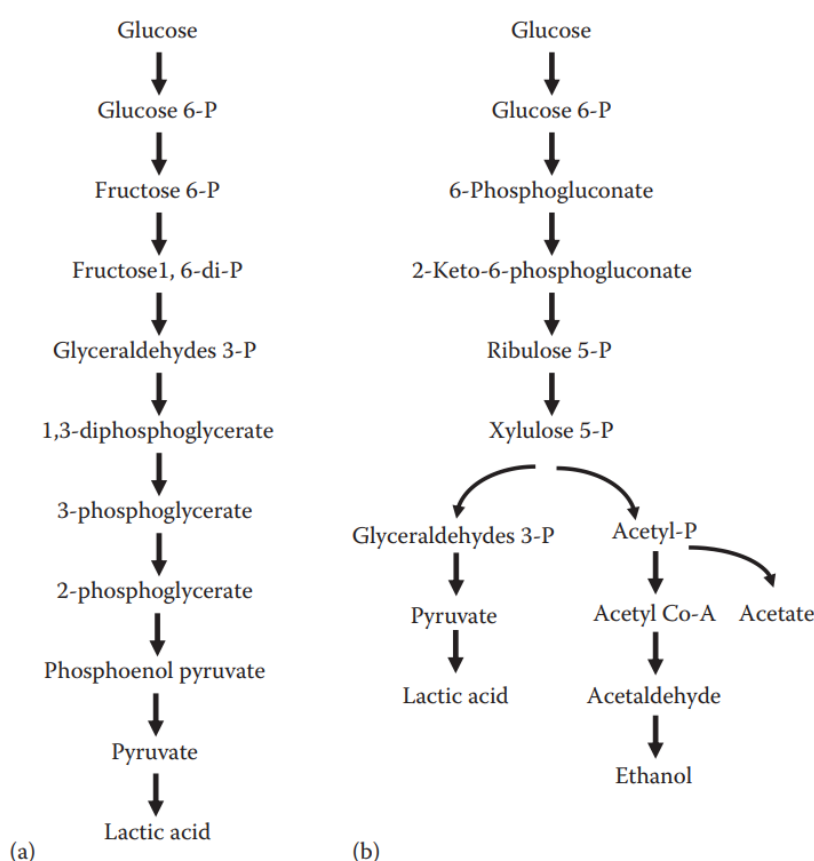 Glucose
Glucose 6-P
Fructose 6-P
Fructose1, 6-di-P
Glyceraldehydes 3-P
1,3-diphosphoglycerate
3-phosphoglycerate
2-phosphoglycerate
Phosphoenol pyruvate
Pyruvate
Lactic acid
(a)
Glucose
Glucose 6-P
6-Phosphogluconate
2-Keto-6-phosphogluconate
Ribulose 5-P
Xylulose 5-P
Glyceraldehydes 3-P
Pyruvate
Lactic acid
Acetyl-P
Acetyl Co-A
Acetate
Acetaldehyde
Ethanol
(b)